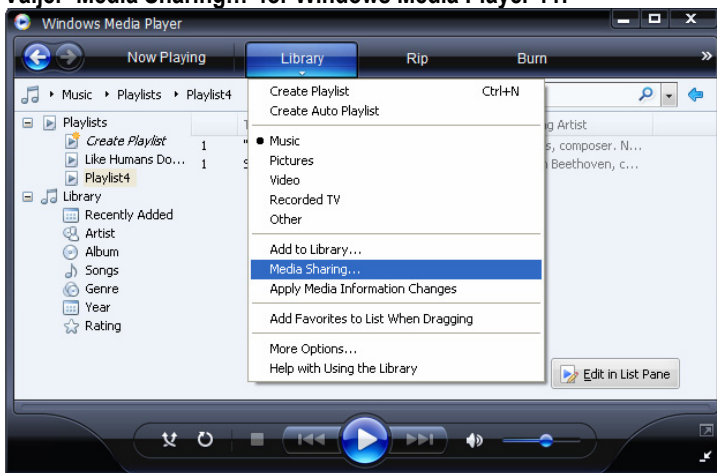 Windows Media Player
Now Playing Library Rip Burn »
Music Playlists Playlist4
Playlists
Create Playlist
Like Humans Do...
Playlist4
Library
Recently Added
Artist
Album
Songs
Genre
Year
Rating
1
1
Create Playlist Ctrl+N
Create Auto Playlist
Music
Pictures
Video
Recorded TV
Other
Add to Library...
Media Sharing...
Apply Media Information Changes
Add Favorites to List When Dragging
More Options...
Help with Using the Library
Artist
composer. N...
Beethoven, c...
Edit in List Pane